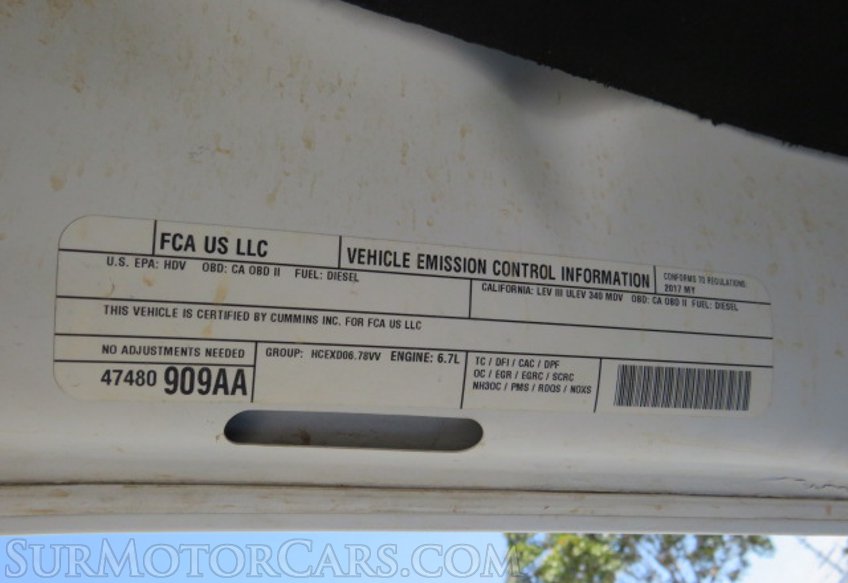 FCA US LLC
VEHICLE EMISSION CONTROL INFORMATION
CONFORMS TO REGULATIONS:
2017 MY
U.S. EPA: HDV OBD: CA OBD II FUEL: DIESEL
CALIFORNIA: LEV III ULEV 340 MDV OBD: CA OBD II FUEL: DIESEL
THIS VEHICLE IS CERTIFIED BY CUMMINS INC. FOR FCA US LLC
NO ADJUSTMENTS NEEDED
47480 909AA
GROUP: HCEXD06.78VV ENGINE: 6.7L
TC / DFI / CAC / DPF
OC / EGR / EGRC / SCRC
NH3OC / PMS / RDQS / NOXS
SURMOTORCARS.COM